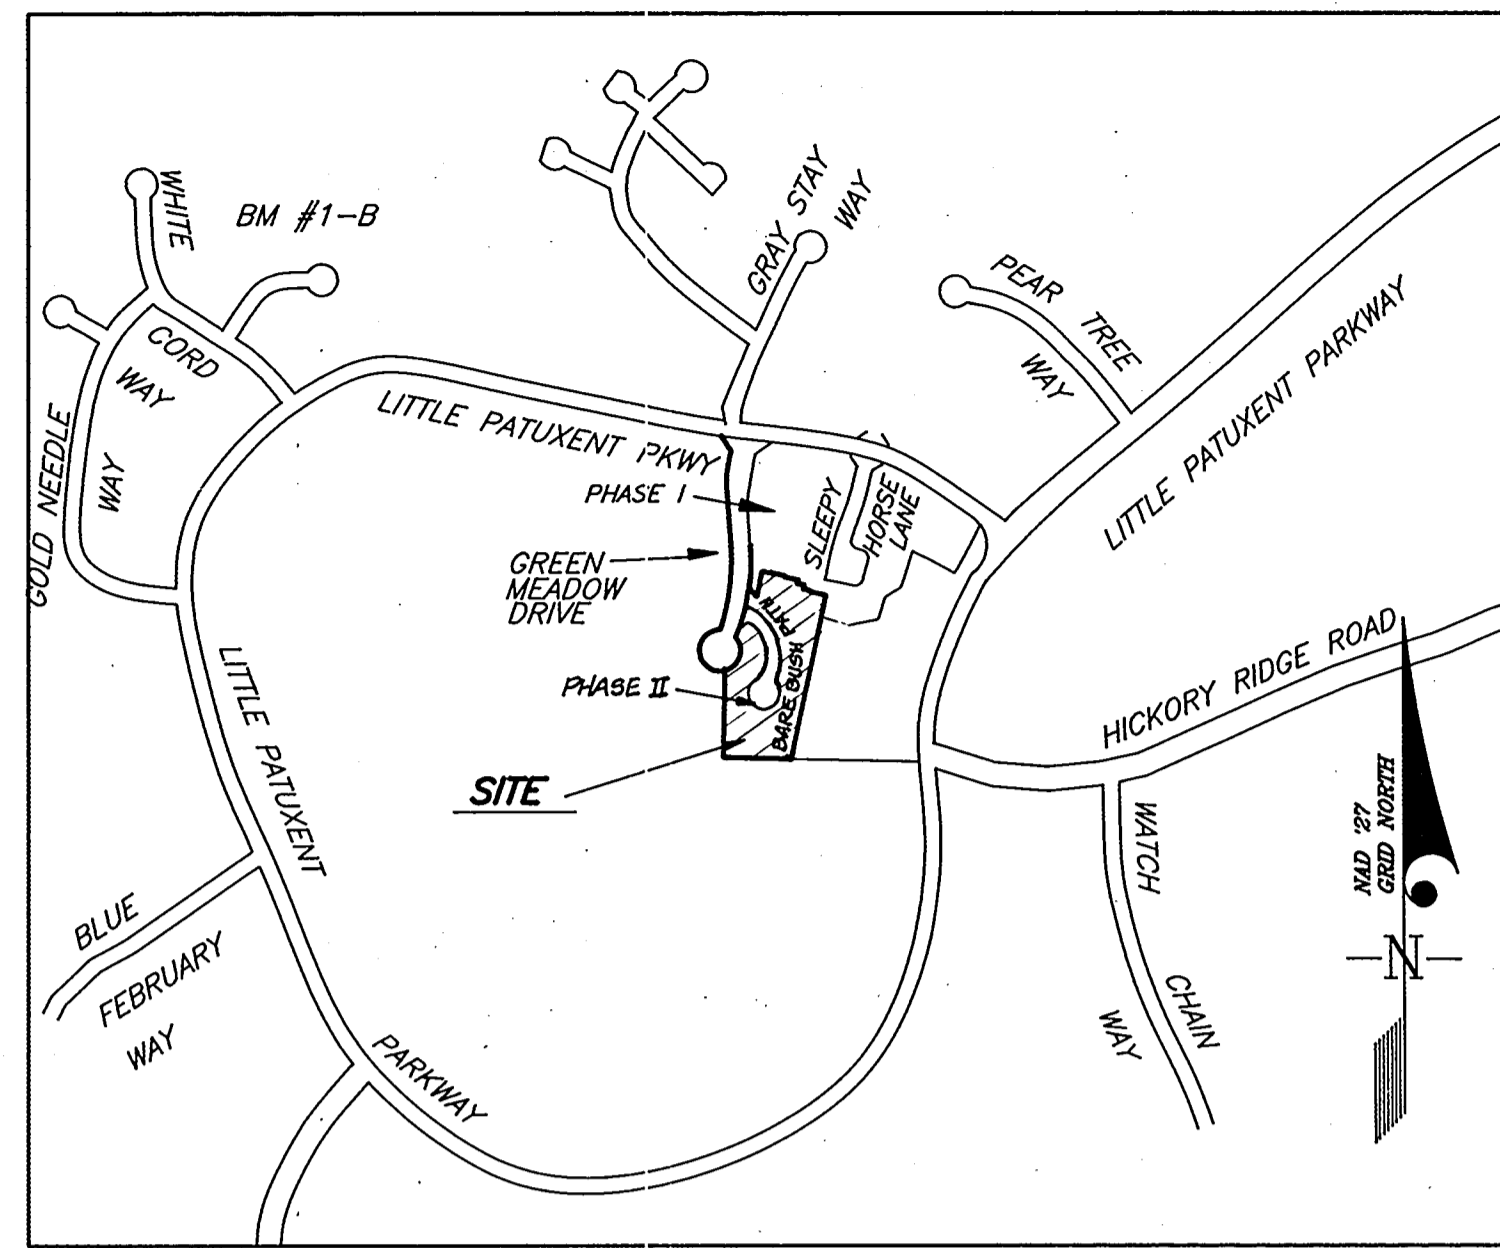 WHITE
CORD
WAY
BM #1-B
GOLD NEEDLE
WAY
GRAY STAY
WAY
PEAR TREE
WAY
LITTLE PATUXENT PARKWAY
LITTLE PATUXENT PKWY
PHASE I
SLEEPY
HORSE
LANE
GREEN
MEADOW
DRIVE
PATH
BARE BUSH
PHASE II
SITE
HICKORY RIDGE ROAD
LITTLE PATUXENT
PARKWAY
BLUE
FEBRUARY
WAY
WATCH
CHAIN
WAY
NAD '27
GRID NORTH
N